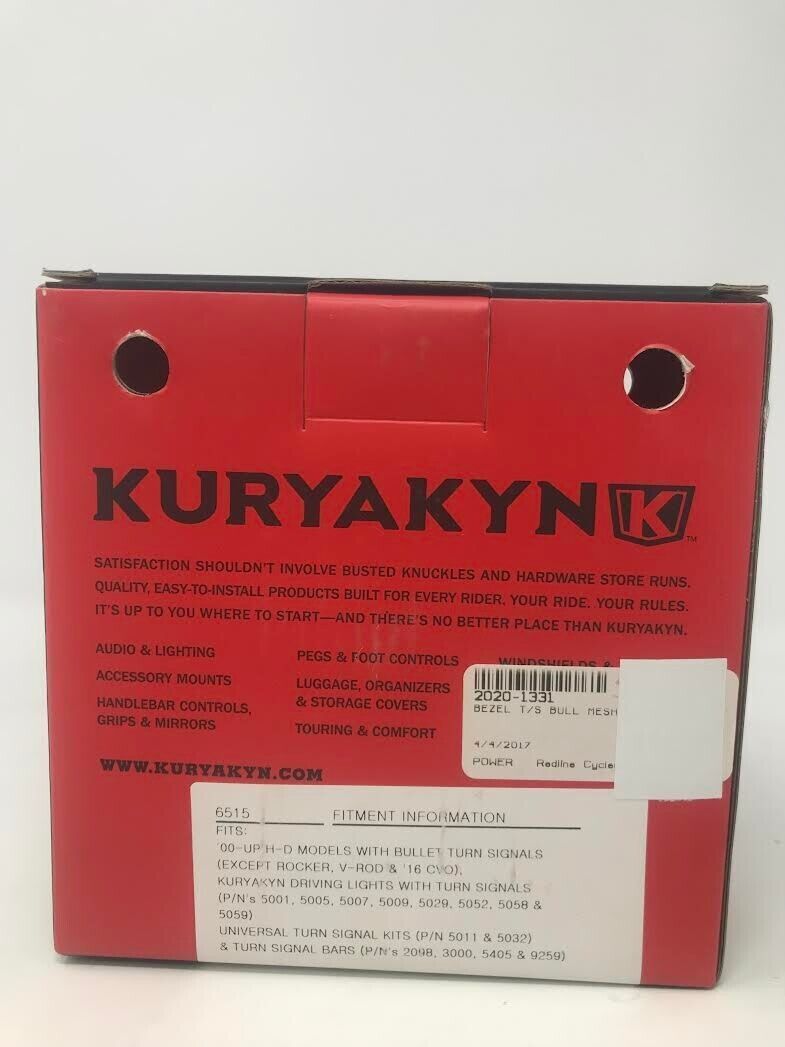 KURYAKYN K
TM
SATISFACTION SHOULDN'T INVOLVE BUSTED KNUCKLES AND HARDWARE STORE RUNS.
QUALITY, EASY-TO-INSTALL PRODUCTS BUILT FOR EVERY RIDER. YOUR RIDE. YOUR RULES.
IT'S UP TO YOU WHERE TO START—AND THERE'S NO BETTER PLACE THAN KURYAKYN.
AUDIO & LIGHTING
ACCESSORY MOUNTS
HANDLEBAR CONTROLS,
GRIPS & MIRRORS
PEGS & FOOT CONTROLS
LUGGAGE, ORGANIZERS
& STORAGE COVERS
TOURING & COMFORT
WINDSHIELDS &
WWW.KURYAKYN.COM
2020-1331
BEZEL T/S BULL MESH
4/4/2017
POWER Redline
6515 FITMENT INFORMATION
FITS:
'00-UP H-D MODELS WITH BULLET TURN SIGNALS
(EXCEPT ROCKER, V-ROD & '16 CVO),
KURYAKYN DRIVING LIGHTS WITH TURN SIGNALS
(P/N's 5001, 5005, 5007, 5009, 5029, 5052, 5058 &
5059)
UNIVERSAL TURN SIGNAL KITS (P/N 5011 & 5032)
& TURN SIGNAL BARS (P/N's 2098, 3000, 5405 & 9259)